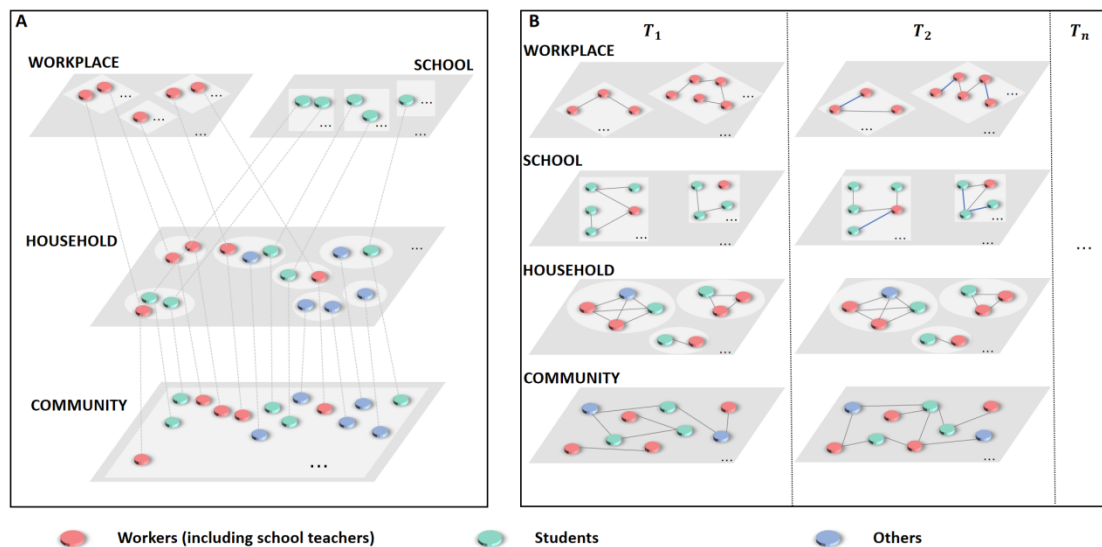 A
WORKPLACE
SCHOOL
...
...
...
...
...
...
...
HOUSEHOLD
...
COMMUNITY
...
B
T₁
T₂
Tₙ
WORKPLACE
...
...
...
...
...
...
SCHOOL
...
...
...
...
...
...
...
HOUSEHOLD
...
...
COMMUNITY
...
...
Workers (including school teachers)
Students
Others